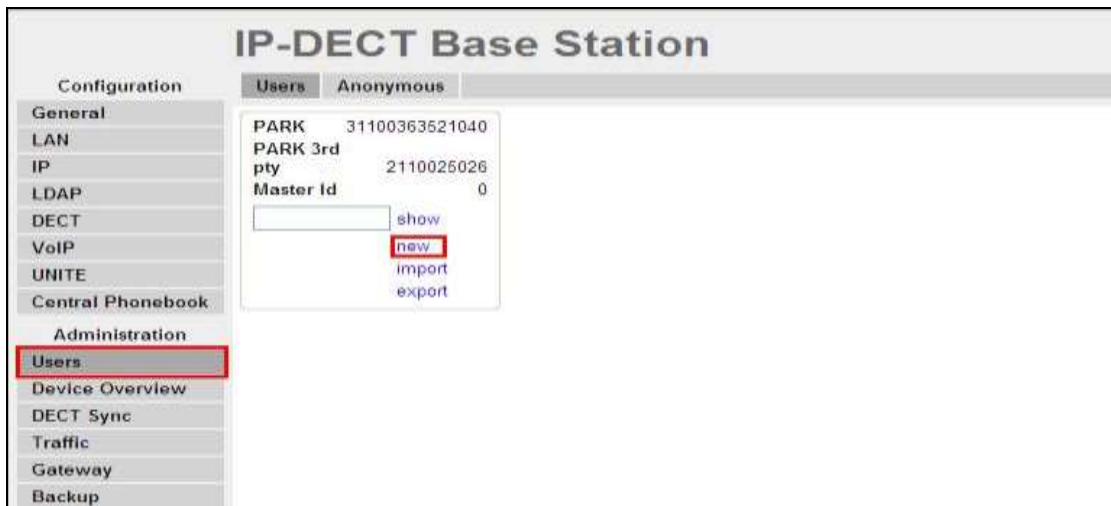 IP-DECT Base Station
Configuration
General
LAN
IP
LDAP
DECT
VoIP
UNITE
Central Phonebook
Administration
Users
Device Overview
DECT Sync
Traffic
Gateway
Backup
Users Anonymous
PARK 31100363521040
PARK 3rd
pty 2110025026
Master Id 0
show
new
import
export